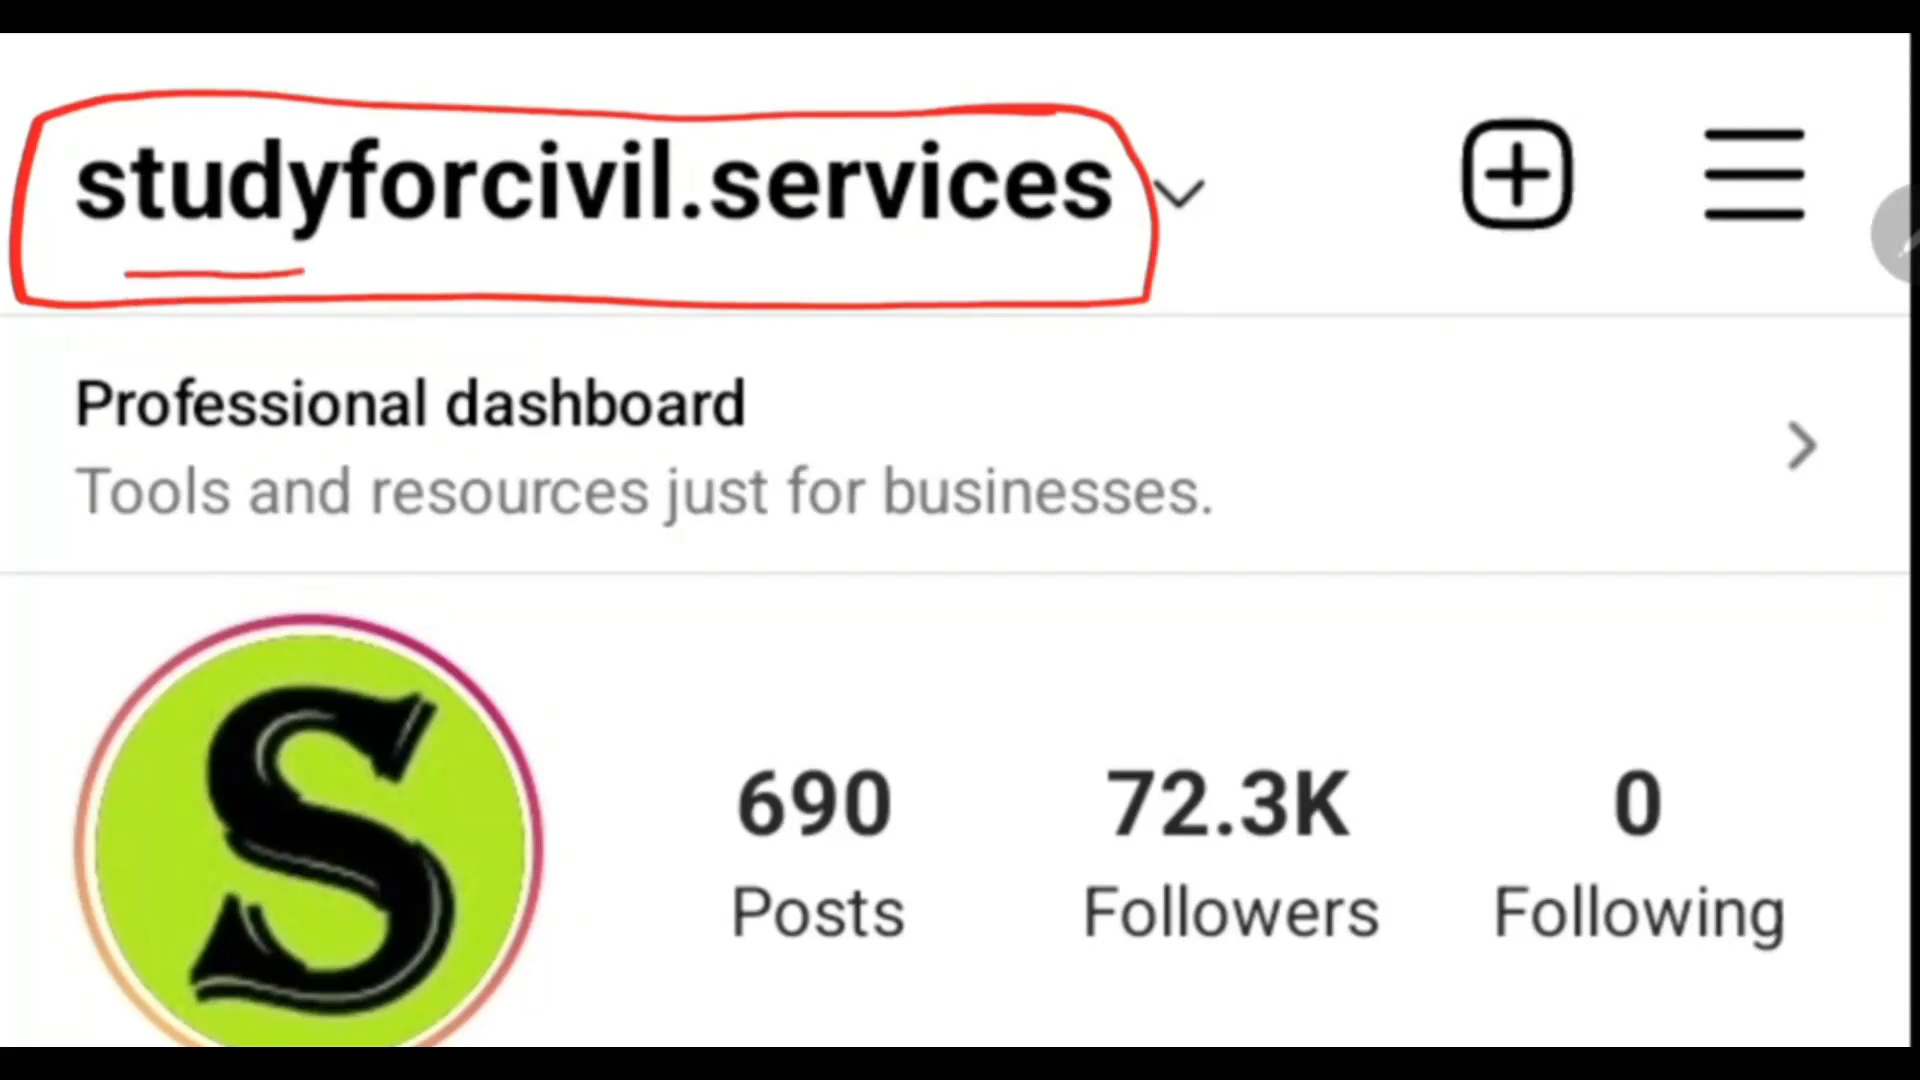 studyforcivil.services
Professional dashboard
Tools and resources just for businesses.
S
690 72.3K 0
Posts Followers Following